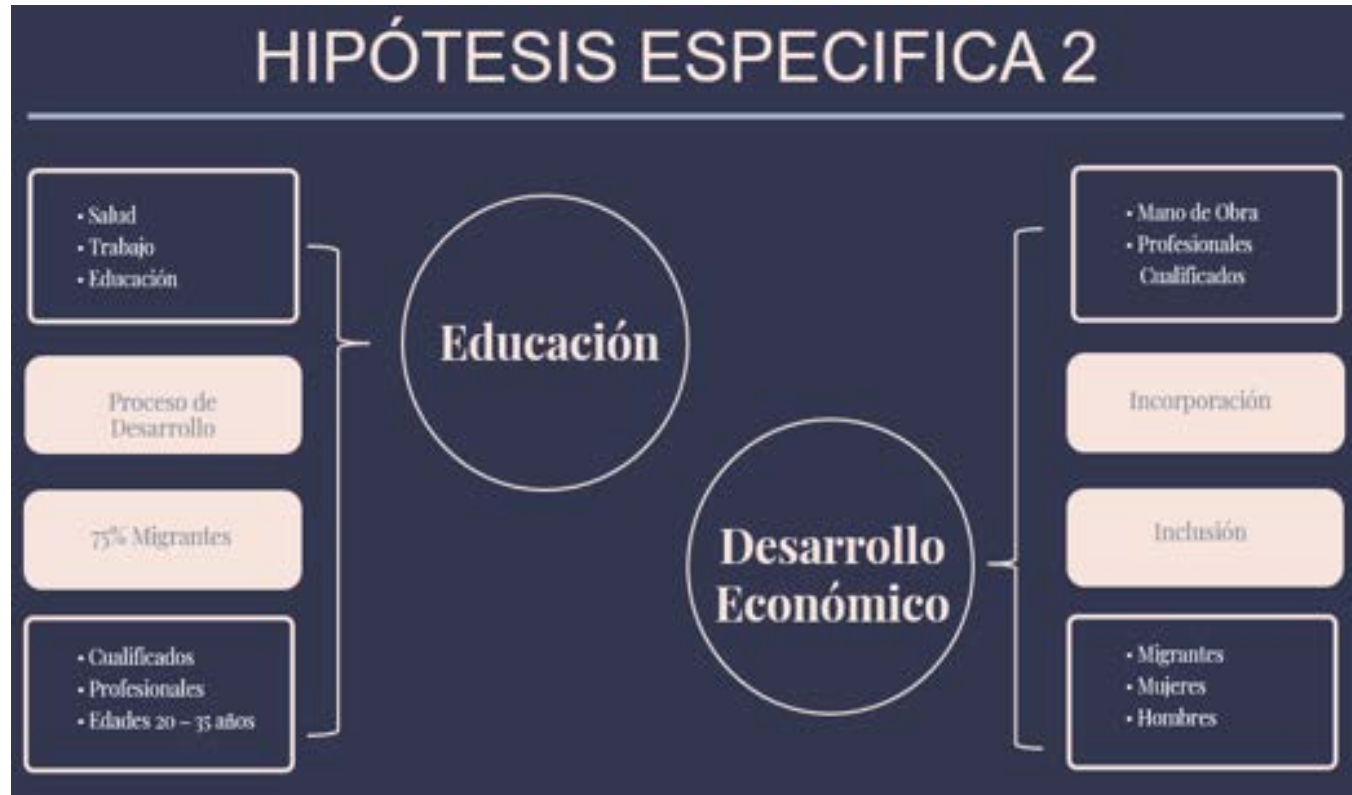 HIPÓTESIS ESPECIFICA 2
• Salud
• Trabajo
• Educación
Proceso de
Desarrollo
75% Migrantes
• Cualificados
• Profesionales
• Edades 20 – 35 años
Educación
Desarrollo
Económico
• Mano de Obra
• Profesionales
Cualificados
Incorporación
Inclusión
• Migrantes
• Mujeres
• Hombres